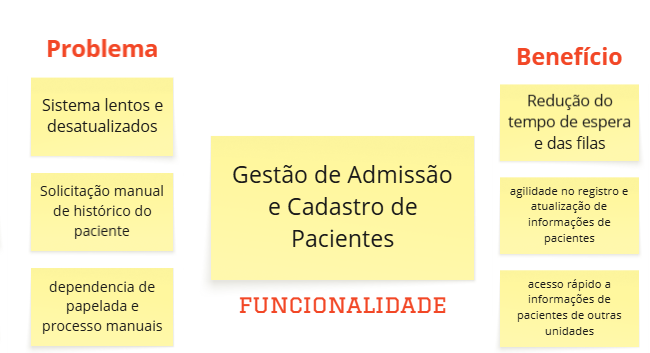 Problema
Sistema lentos e
desatualizados
Solicitação manual
de histórico do
paciente
dependencia de
papelada e
processo manuais
Gestão de Admissão
e Cadastro de
Pacientes
FUNCIONALIDADE
Benefício
Redução do
tempo de espera
e das filas
agilidade no registro e
atualização de
informações de
pacientes
acesso rápido a
informações de
pacientes de outras
unidades